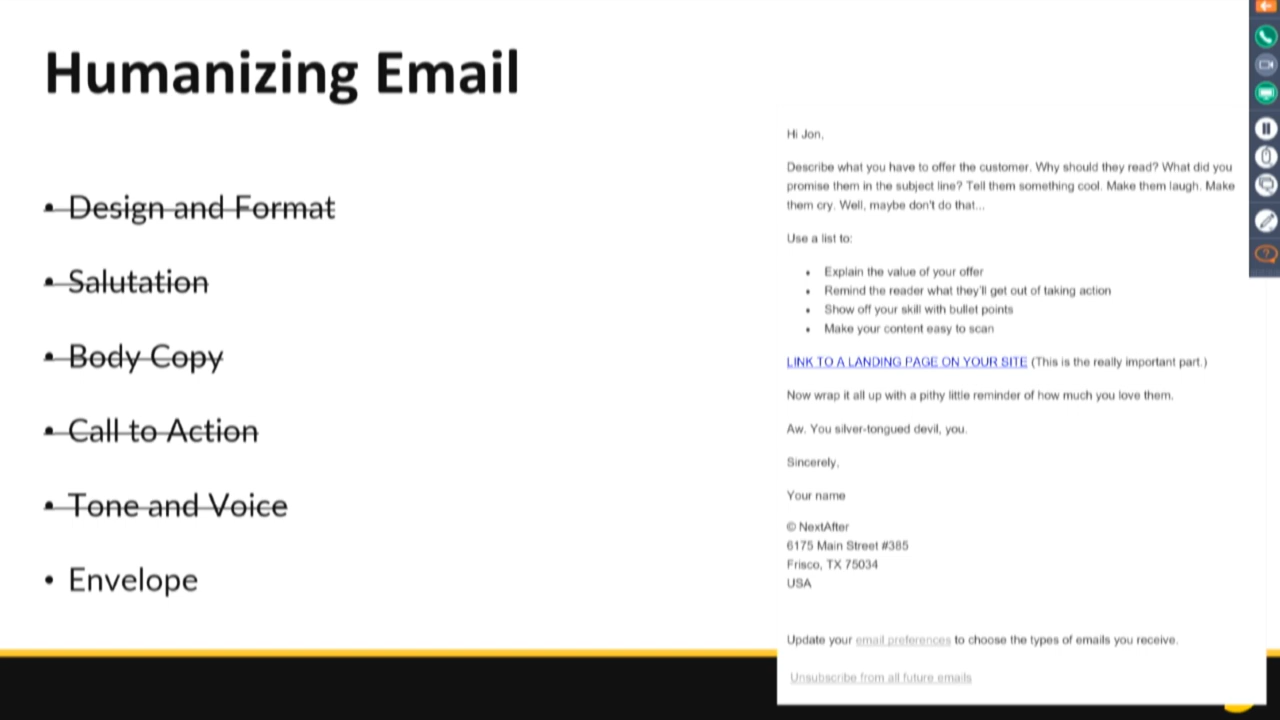 Humanizing Email
• Design and Format
• Salutation
• Body Copy
• Call to Action
• Tone and Voice
• Envelope
Hi Jon,
Describe what you have to offer the customer. Why should they read? What did you
promise them in the subject line? Tell them something cool. Make them laugh. Make
them cry. Well, maybe don't do that...
Use a list to:
• Explain the value of your offer
• Remind the reader what they'll get out of taking action
• Show off your skill with bullet points
• Make your content easy to scan
LINK TO A LANDING PAGE ON YOUR SITE (This is the really important part.)
Now wrap it all up with a pithy little reminder of how much you love them.
Aw. You silver-tongued devil, you.
Sincerely,
Your name
© NextAfter
6175 Main Street #385
Frisco, TX 75034
USA
Update your email preferences to choose the types of emails you receive.
Unsubscribe from all future emails